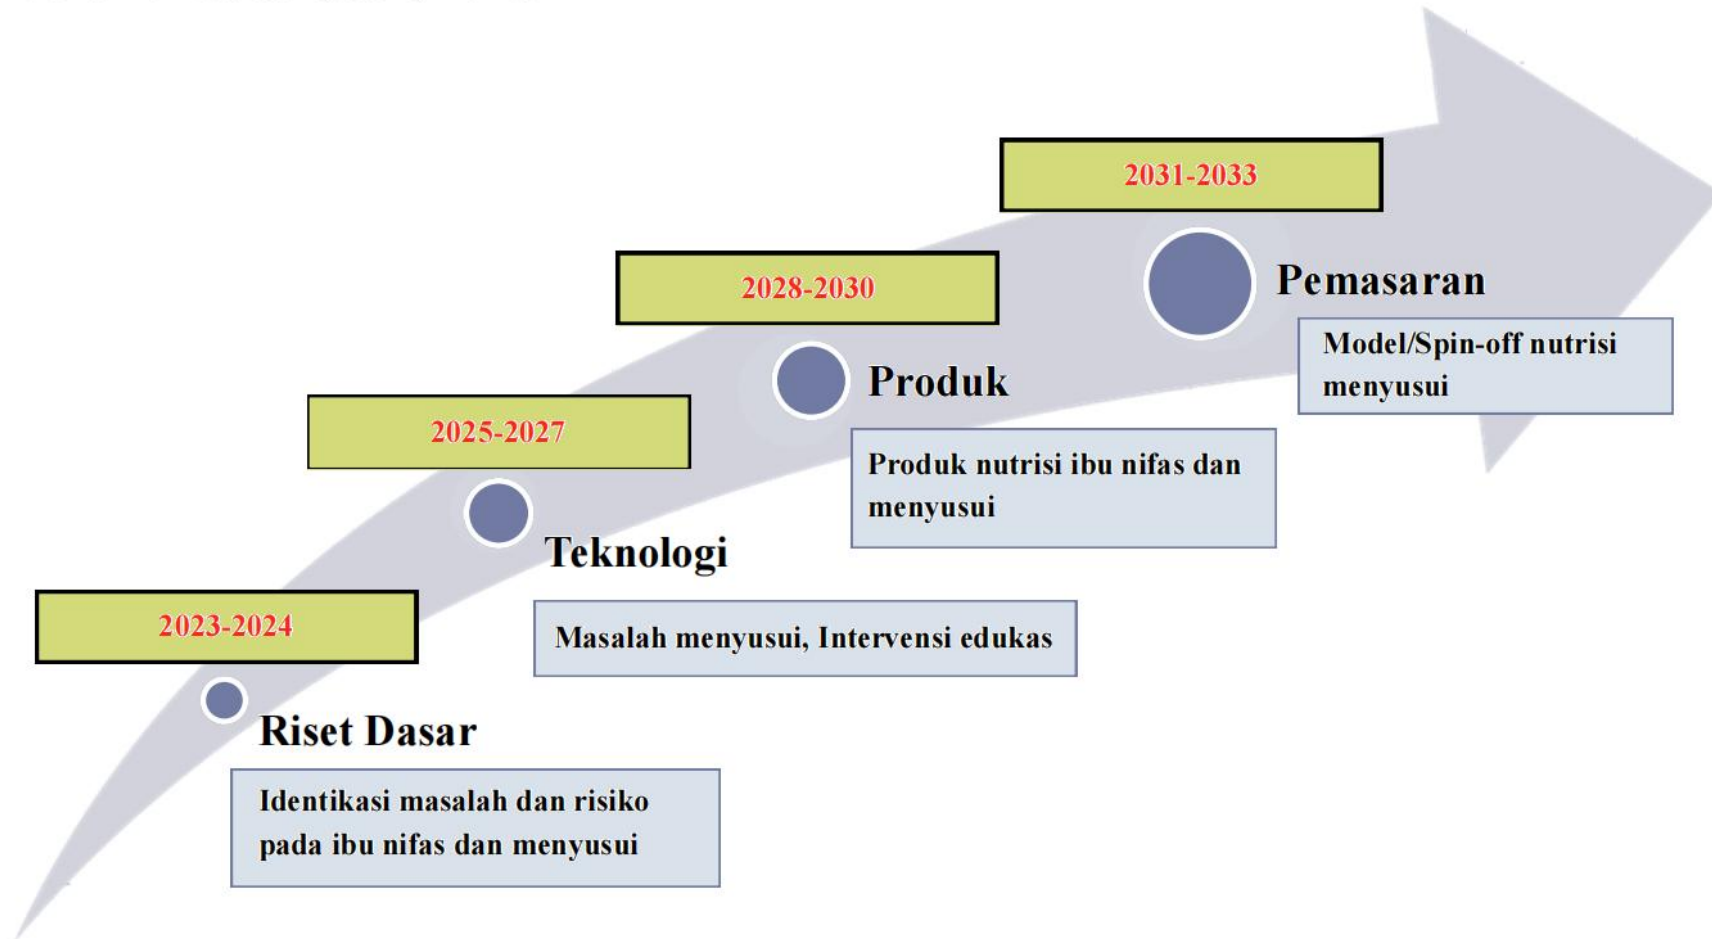 2023-2024
Riset Dasar
Identikasi masalah dan risiko
pada ibu nifas dan menyusui
2025-2027
Teknologi
Masalah menyusui, Intervensi edukas
2028-2030
Produk
Produk nutrisi ibu nifas dan
menyusui
2031-2033
Pemasaran
Model/Spin-off nutrisi
menyusui